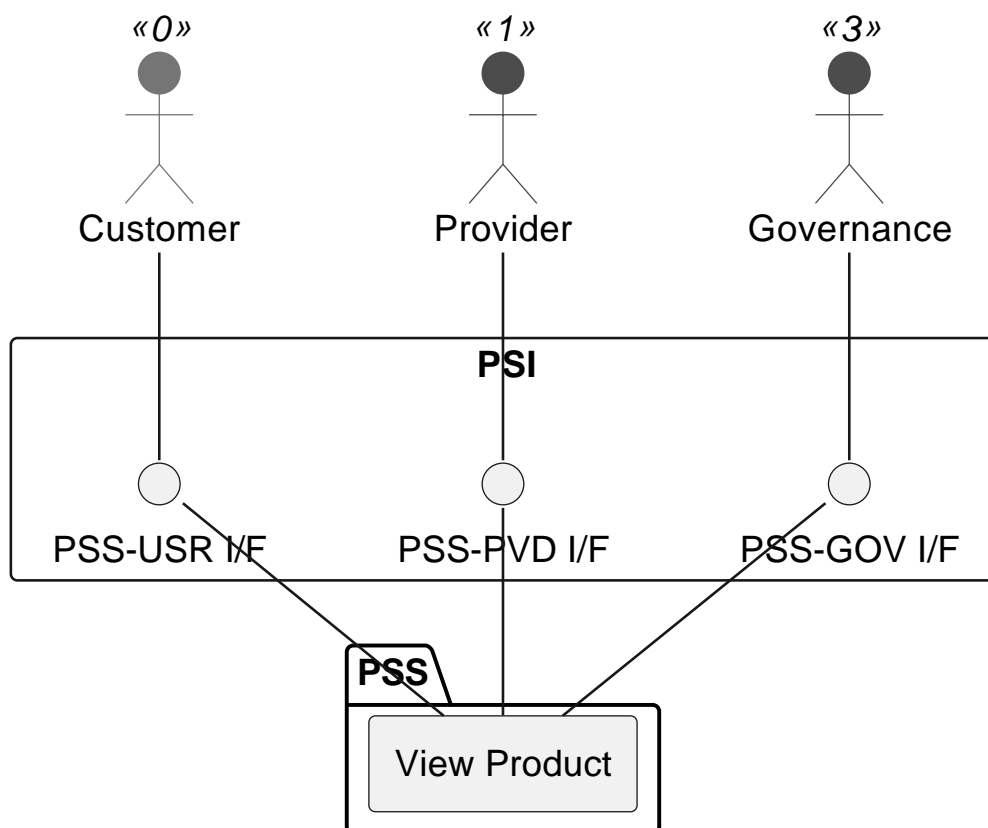 «0» «1» «3»
Customer Provider Governance
PSI
PSS-USR I/F PSS-PVD I/F PSS-GOV I/F
PSS
View Product